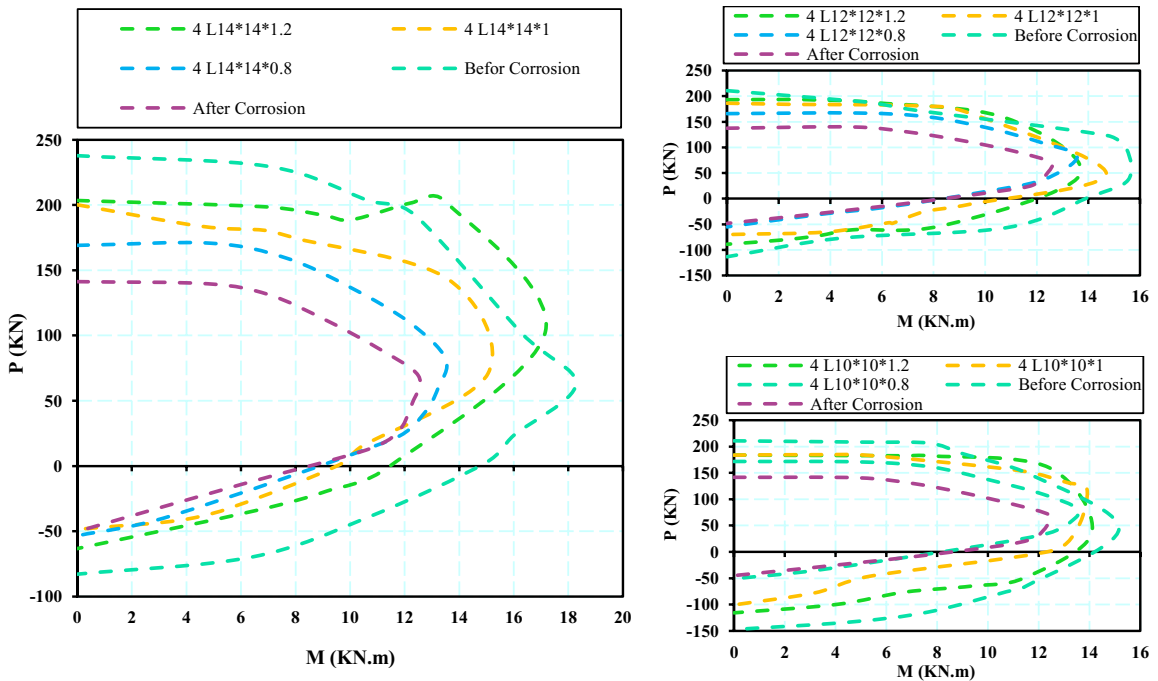 4 L14*14*1.2
4 L14*14*1
4 L14*14*0.8
Befor Corrosion
After Corrosion
250
200
150
100
50
0
-50
-100
P (KN)
0 2 4 6 8 10 12 14 16 18 20
M (KN.m)
4 L12*12*1.2
4 L12*12*1
4 L12*12*0.8
Before Corrosion
After Corrosion
250
200
150
100
50
0
-50
-100
-150
P (KN)
0 2 4 6 8 10 12 14 16
M (KN.m)
4 L10*10*1.2
4 L10*10*1
4 L10*10*0.8
Before Corrosion
After Corrosion
250
200
150
100
50
0
-50
-100
-150
P (KN)
0 2 4 6 8 10 12 14 16
M (KN.m)